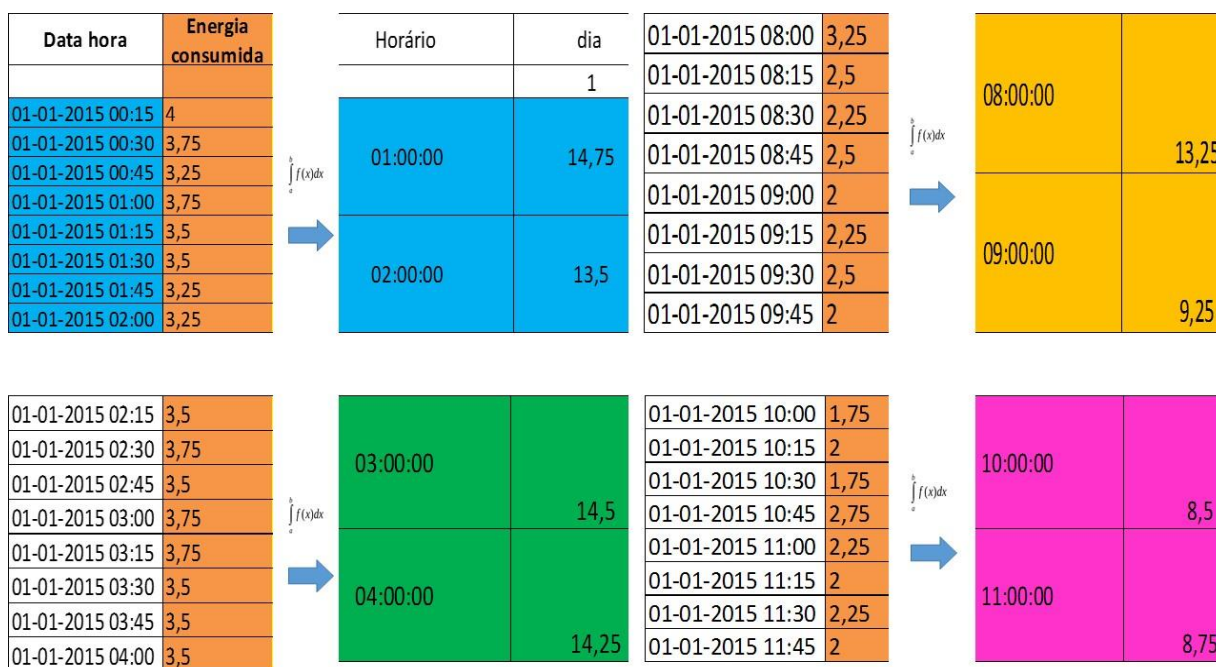 Data hora Energia consumida
01-01-2015 00:15 4
01-01-2015 00:30 3,75
01-01-2015 00:45 3,25
01-01-2015 01:00 3,75
01-01-2015 01:15 3,5
01-01-2015 01:30 3,5
01-01-2015 01:45 3,25
01-01-2015 02:00 3,25
∫ₐᵇ f(x)dx
Horário dia
1
01:00:00 14,75
02:00:00 13,5
01-01-2015 08:00 3,25
01-01-2015 08:15 2,5
01-01-2015 08:30 2,25
01-01-2015 08:45 2,5
01-01-2015 09:00 2
01-01-2015 09:15 2,25
01-01-2015 09:30 2,5
01-01-2015 09:45 2
∫ₐᵇ f(x)dx
08:00:00 13,25
09:00:00 9,25
01-01-2015 02:15 3,5
01-01-2015 02:30 3,75
01-01-2015 02:45 3,5
01-01-2015 03:00 3,75
01-01-2015 03:15 3,75
01-01-2015 03:30 3,5
01-01-2015 03:45 3,5
01-01-2015 04:00 3,5
∫ₐᵇ f(x)dx
03:00:00 14,5
04:00:00 14,25
01-01-2015 10:00 1,75
01-01-2015 10:15 2
01-01-2015 10:30 1,75
01-01-2015 10:45 2,75
01-01-2015 11:00 2,25
01-01-2015 11:15 2
01-01-2015 11:30 2,25
01-01-2015 11:45 2
∫ₐᵇ f(x)dx
10:00:00 8,5
11:00:00 8,75